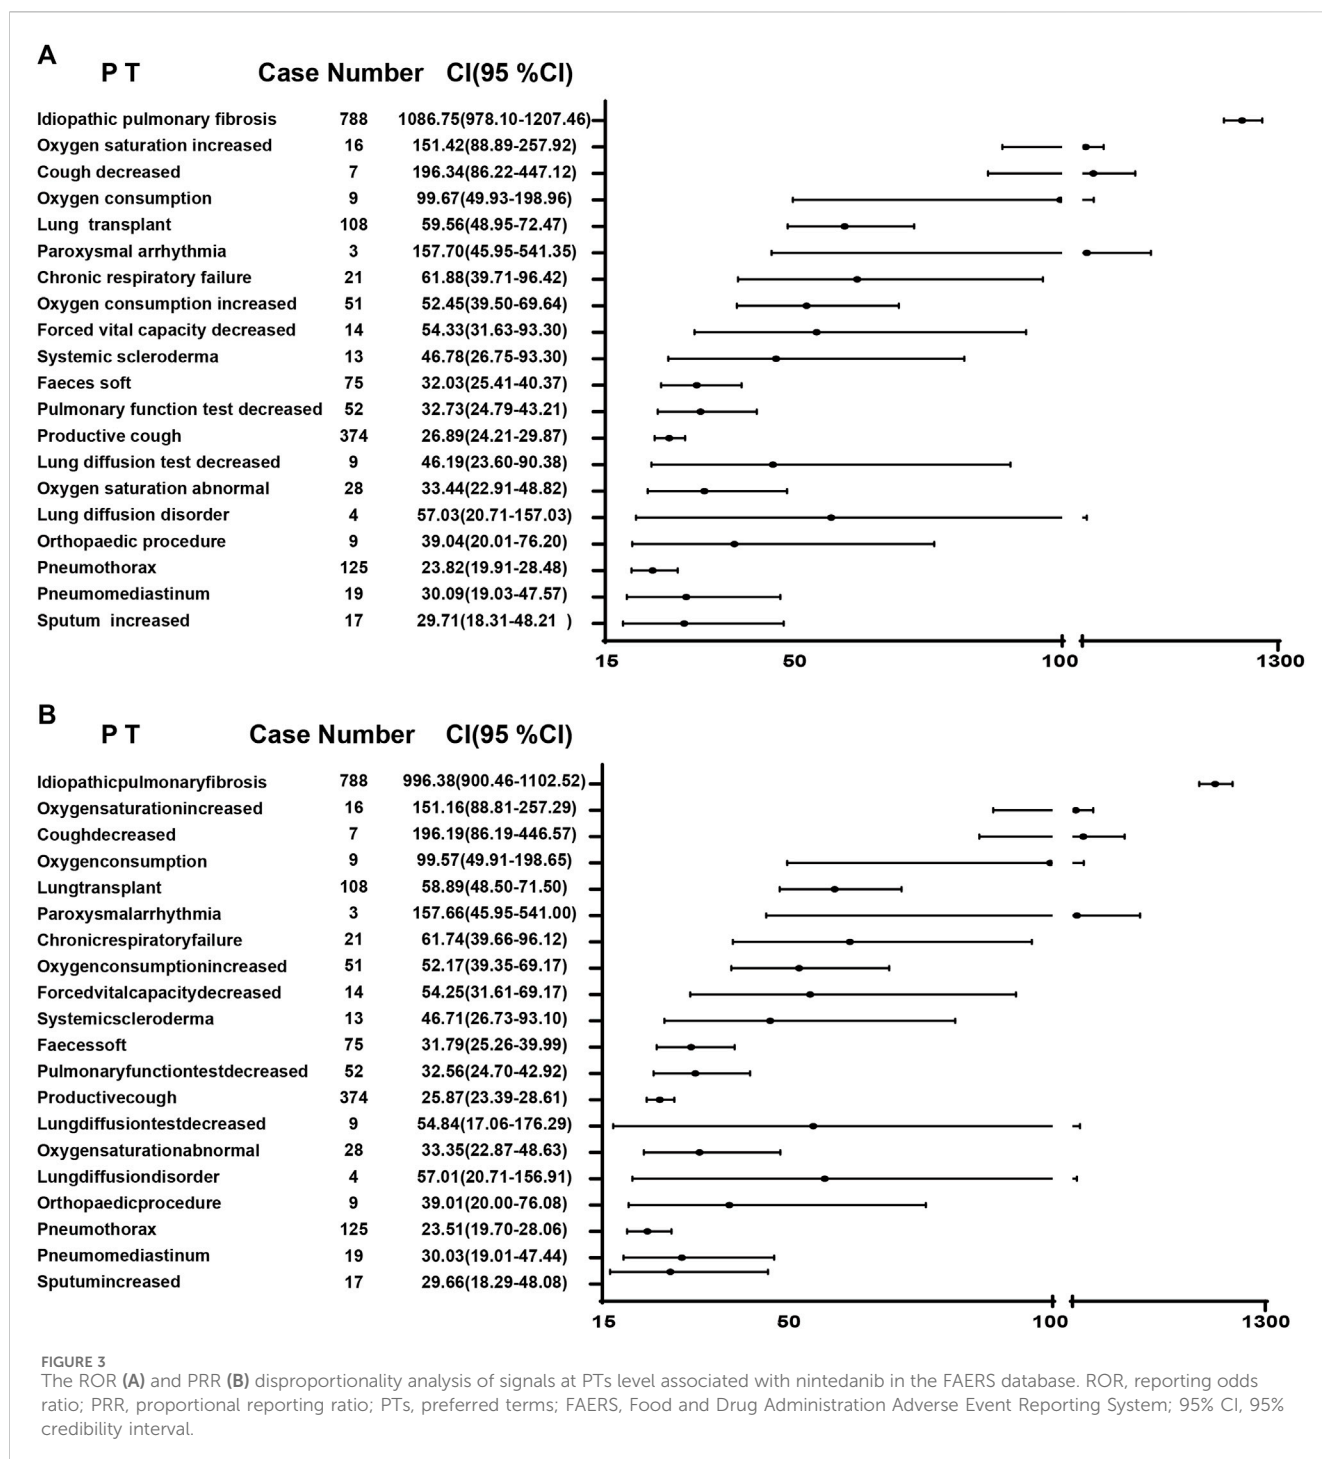 A
P T Case Number CI(95 %CI)
Idiopathic pulmonary fibrosis 788 1086.75(978.10-1207.46)
Oxygen saturation increased 16 151.42(88.89-257.92)
Cough decreased 7 196.34(86.22-447.12)
Oxygen consumption 9 99.67(49.93-198.96)
Lung transplant 108 59.56(48.95-72.47)
Paroxysmal arrhythmia 3 157.70(45.95-541.35)
Chronic respiratory failure 21 61.88(39.71-96.42)
Oxygen consumption increased 51 52.45(39.50-69.64)
Forced vital capacity decreased 14 54.33(31.63-93.30)
Systemic scleroderma 13 46.78(26.75-93.30)
Faeces soft 75 32.03(25.41-40.37)
Pulmonary function test decreased 52 32.73(24.79-43.21)
Productive cough 374 26.89(24.21-29.87)
Lung diffusion test decreased 9 46.19(23.60-90.38)
Oxygen saturation abnormal 28 33.44(22.91-48.82)
Lung diffusion disorder 4 57.03(20.71-157.03)
Orthopaedic procedure 9 39.04(20.01-76.20)
Pneumothorax 125 23.82(19.91-28.48)
Pneumomediastinum 19 30.09(19.03-47.57)
Sputum increased 17 29.71(18.31-48.21 )
15 50 100 1300
B
P T Case Number CI(95 %CI)
Idiopathicpulmonaryfibrosis 788 996.38(900.46-1102.52)
Oxygensaturationincreased 16 151.16(88.81-257.29)
Coughdecreased 7 196.19(86.19-446.57)
Oxygenconsumption 9 99.57(49.91-198.65)
Lungtransplant 108 58.89(48.50-71.50)
Paroxysmalarrhythmia 3 157.66(45.95-541.00)
Chronicrespiratoryfailure 21 61.74(39.66-96.12)
Oxygenconsumptionincreased 51 52.17(39.35-69.17)
Forcedvitalcapacitydecreased 14 54.25(31.61-69.17)
Systemicscleroderma 13 46.71(26.73-93.10)
Faecessoft 75 31.79(25.26-39.99)
Pulmonaryfunctiontestdecreased 52 32.56(24.70-42.92)
Productivecough 374 25.87(23.39-28.61)
Lungdiffusiontestdecreased 9 54.84(17.06-176.29)
Oxygensaturationabnormal 28 33.35(22.87-48.63)
Lungdiffusiondisorder 4 57.01(20.71-156.91)
Orthopaedicprocedure 9 39.01(20.00-76.08)
Pneumothorax 125 23.51(19.70-28.06)
Pneumomediastinum 19 30.03(19.01-47.44)
Sputumincreased 17 29.66(18.29-48.08)
15 50 100 1300
FIGURE 3
The ROR (A) and PRR (B) disproportionality analysis of signals at PTs level associated with nintedanib in the FAERS database. ROR, reporting odds
ratio; PRR, proportional reporting ratio; PTs, preferred terms; FAERS, Food and Drug Administration Adverse Event Reporting System; 95% CI, 95%
credibility interval.